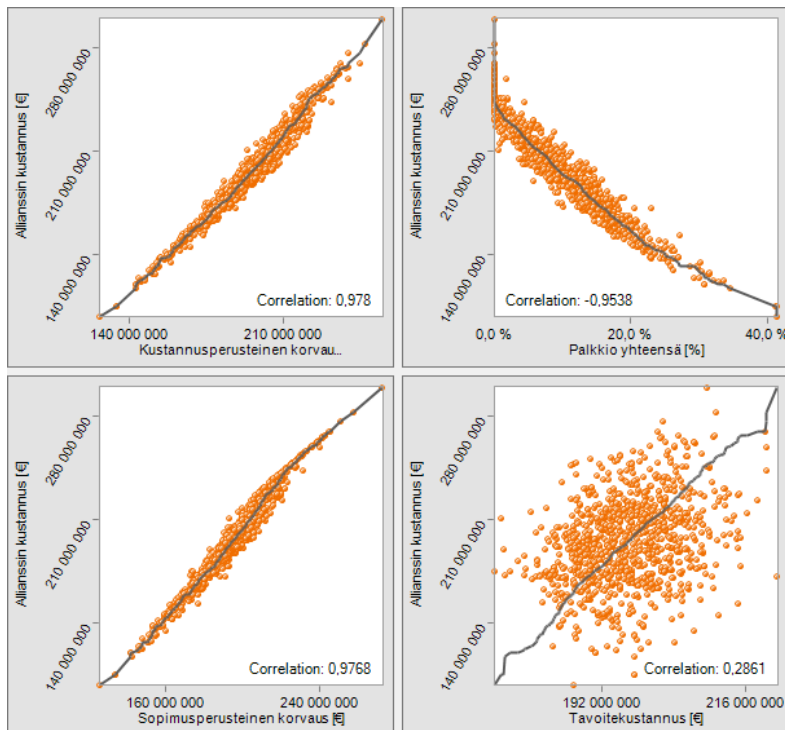 Allianssin kustannus [€]
280 000 000
210 000 000
140 000 000
Correlation: 0,978
140 000 000
210 000 000
Kustannusperusteinen korvau...
Allianssin kustannus [€]
280 000 000
210 000 000
140 000 000
Correlation: -0,9538
0,0 %
20,0 %
40,0 %
Palkkio yhteensä [%]
Allianssin kustannus [€]
280 000 000
210 000 000
140 000 000
Correlation: 0,9768
160 000 000
240 000 000
Sopimusperusteinen korvaus [€]
Allianssin kustannus [€]
280 000 000
210 000 000
140 000 000
Correlation: 0,2861
192 000 000
216 000 000
Tavoitekustannus [€]